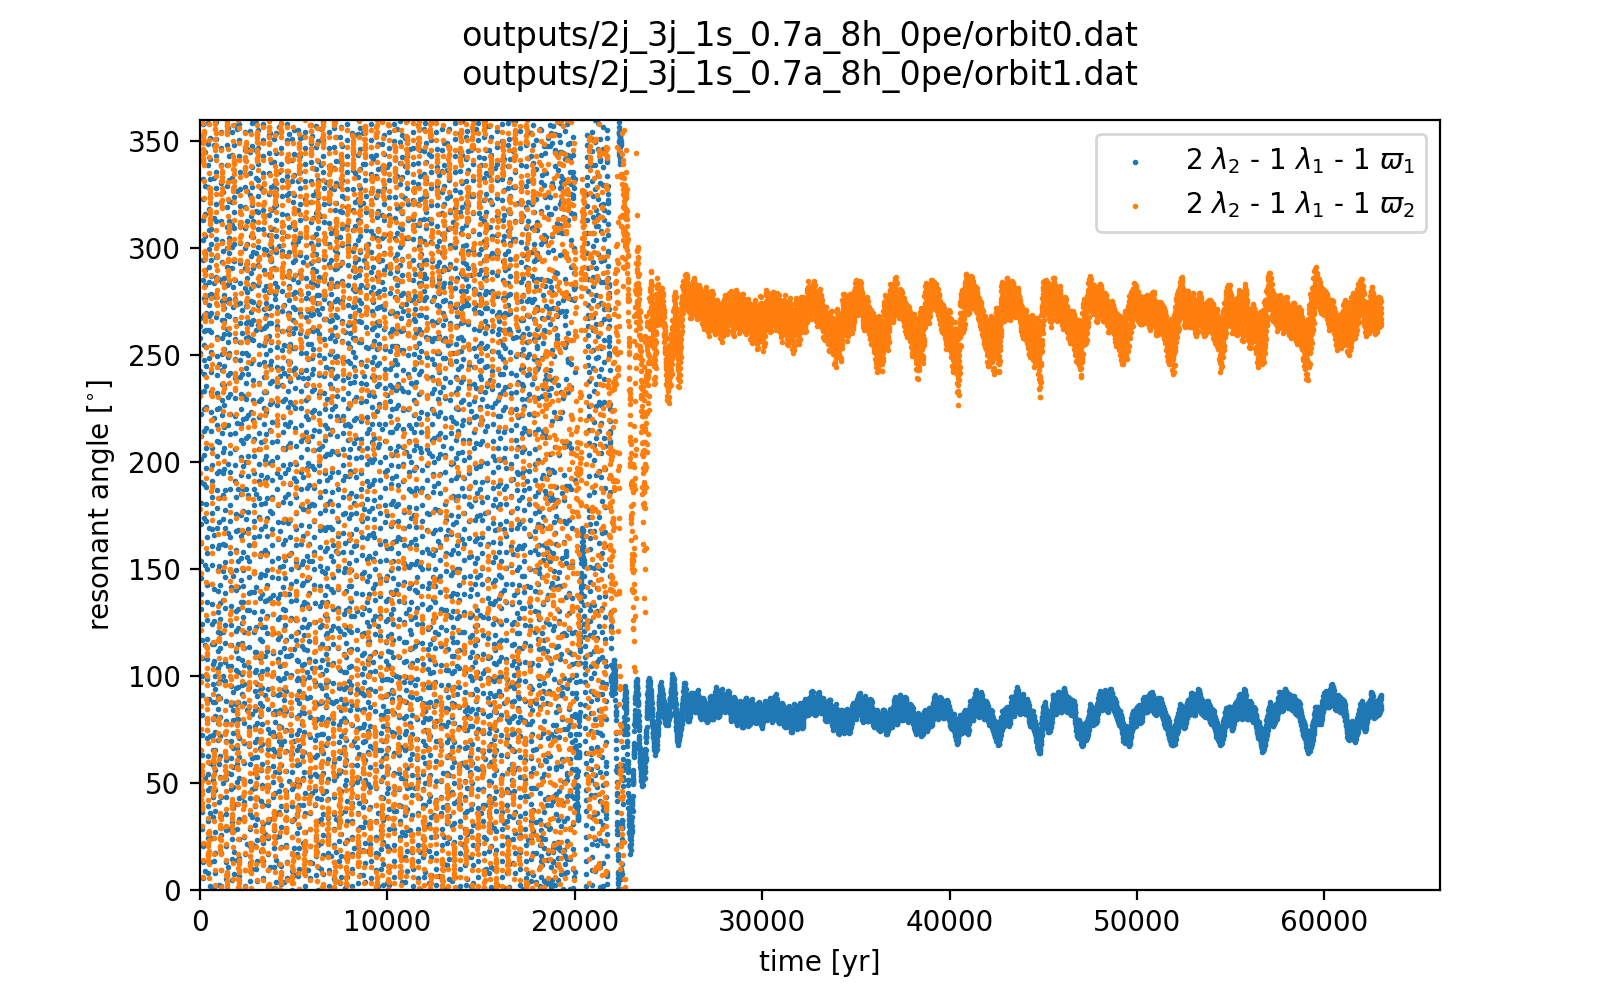 outputs/2j_3j_1s_0.7a_8h_0pe/orbit0.dat
outputs/2j_3j_1s_0.7a_8h_0pe/orbit1.dat
2 λ₂ - 1 λ₁ - 1 ϖ₁
2 λ₂ - 1 λ₁ - 1 ϖ₂
resonant angle [°]
350
300
250
200
150
100
50
0
0 10000 20000 30000 40000 50000 60000
time [yr]